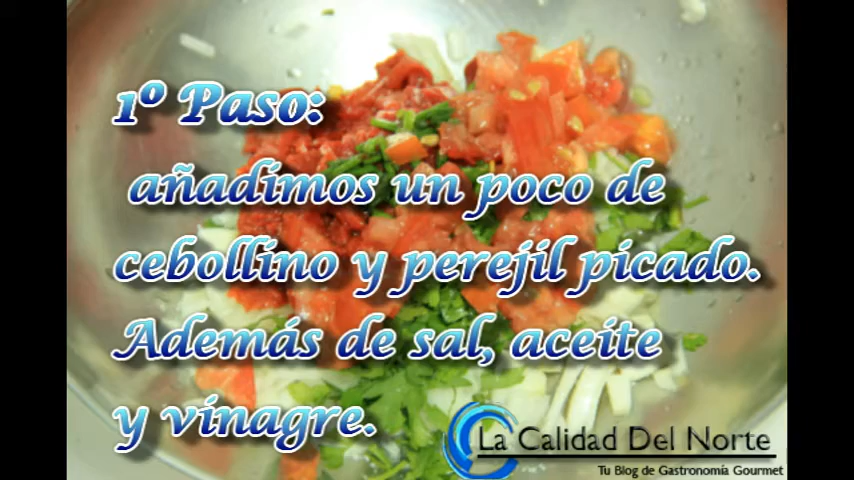 1º Paso:
añadimos un poco de
cebollino y perejil picado.
Además de sal, aceite
y vinagre.
La Calidad Del Norte
Tu Blog de Gastronomía Gourmet